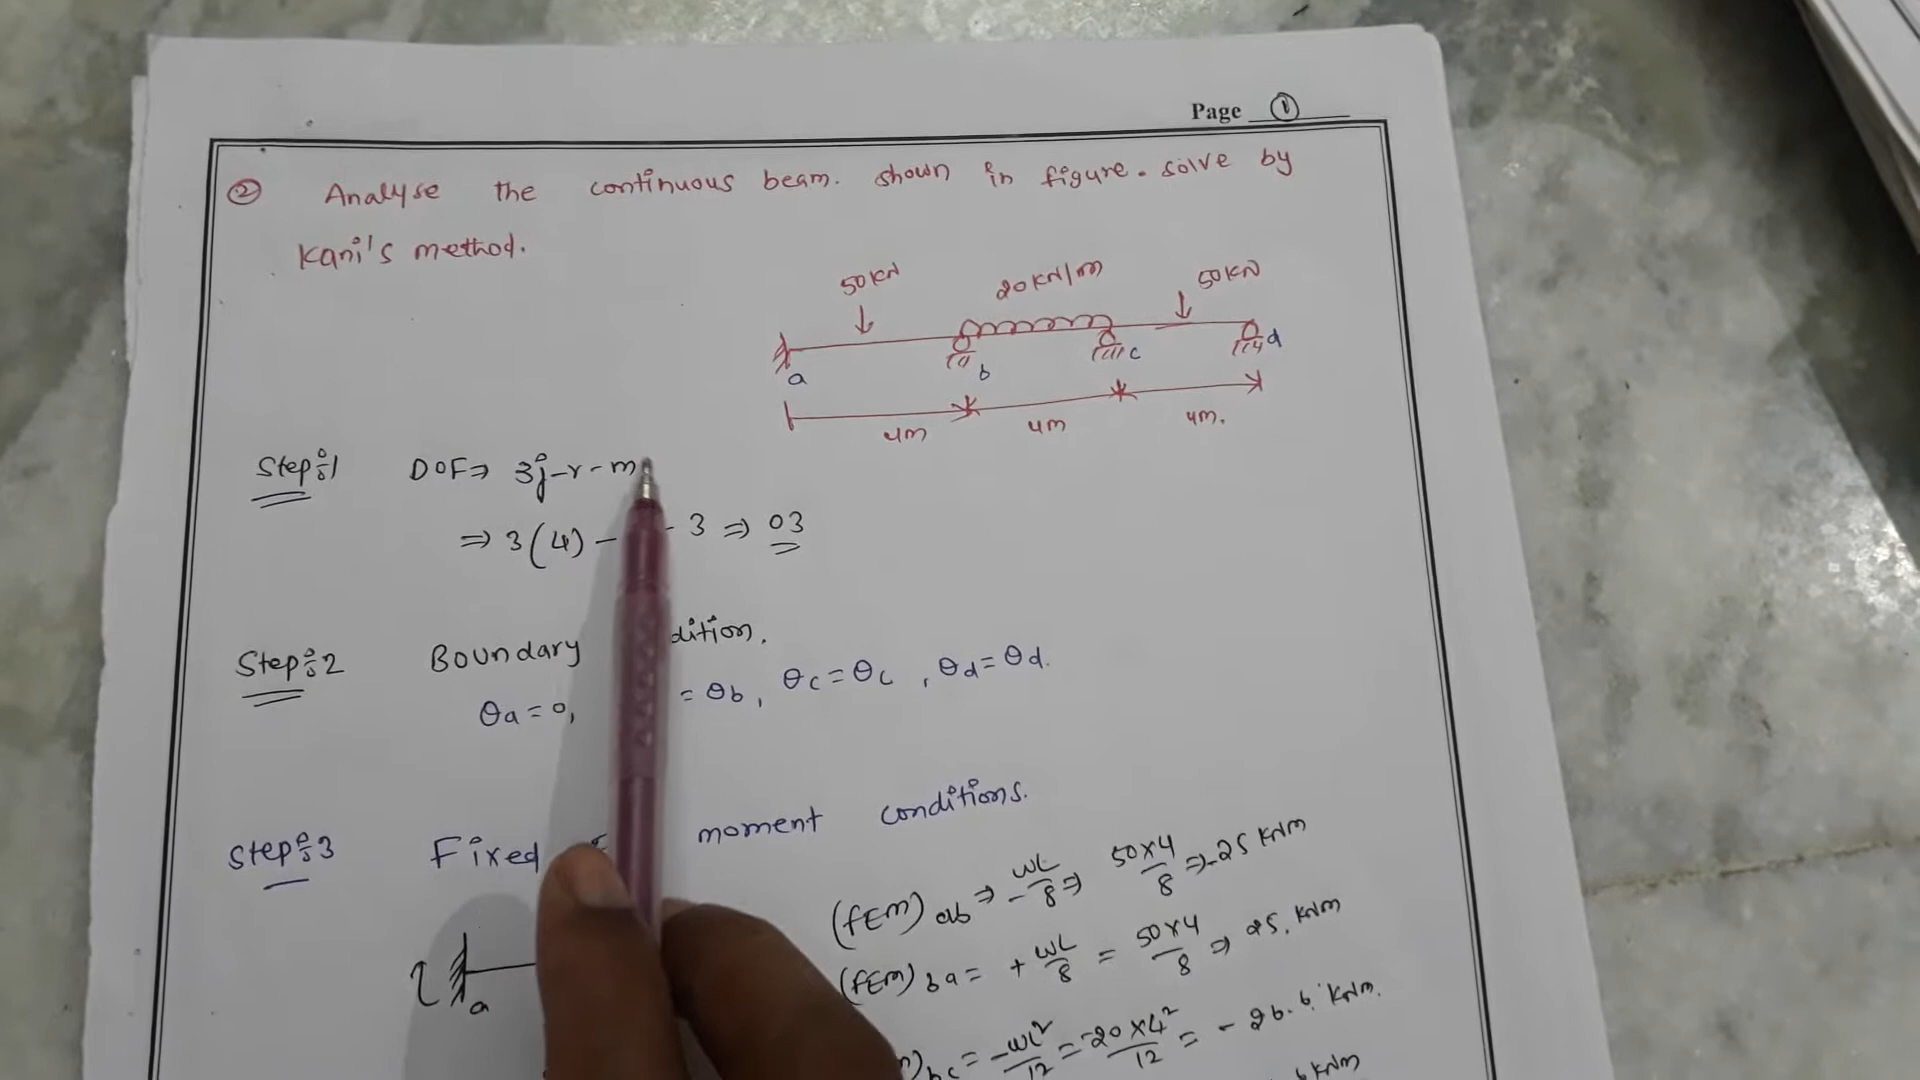 Page ①
② Analyse the continuous beam. shown in figure. solve by
Kani's method.
50KN 20KN/m 50KN
a b c d
4m 4m 4m.
Step:1 DOF⇒ 3j-r-m
⇒ 3(4) - - 3 ⇒ 03
Step:2 Boundary
θa=0, = θb, θc=θc, θd=θd.
Step:3 Fixed moment conditions.
(FEM)ab ⇒ -WL/8 ⇒ 50×4/8 ⇒ -25 KNm
(FEM)ba = +WL/8 = 50×4/8 ⇒ 25. KNm
a
bc = -WL²/12 = -20×4²/12 = - 26.6 KNm.
6 KNm